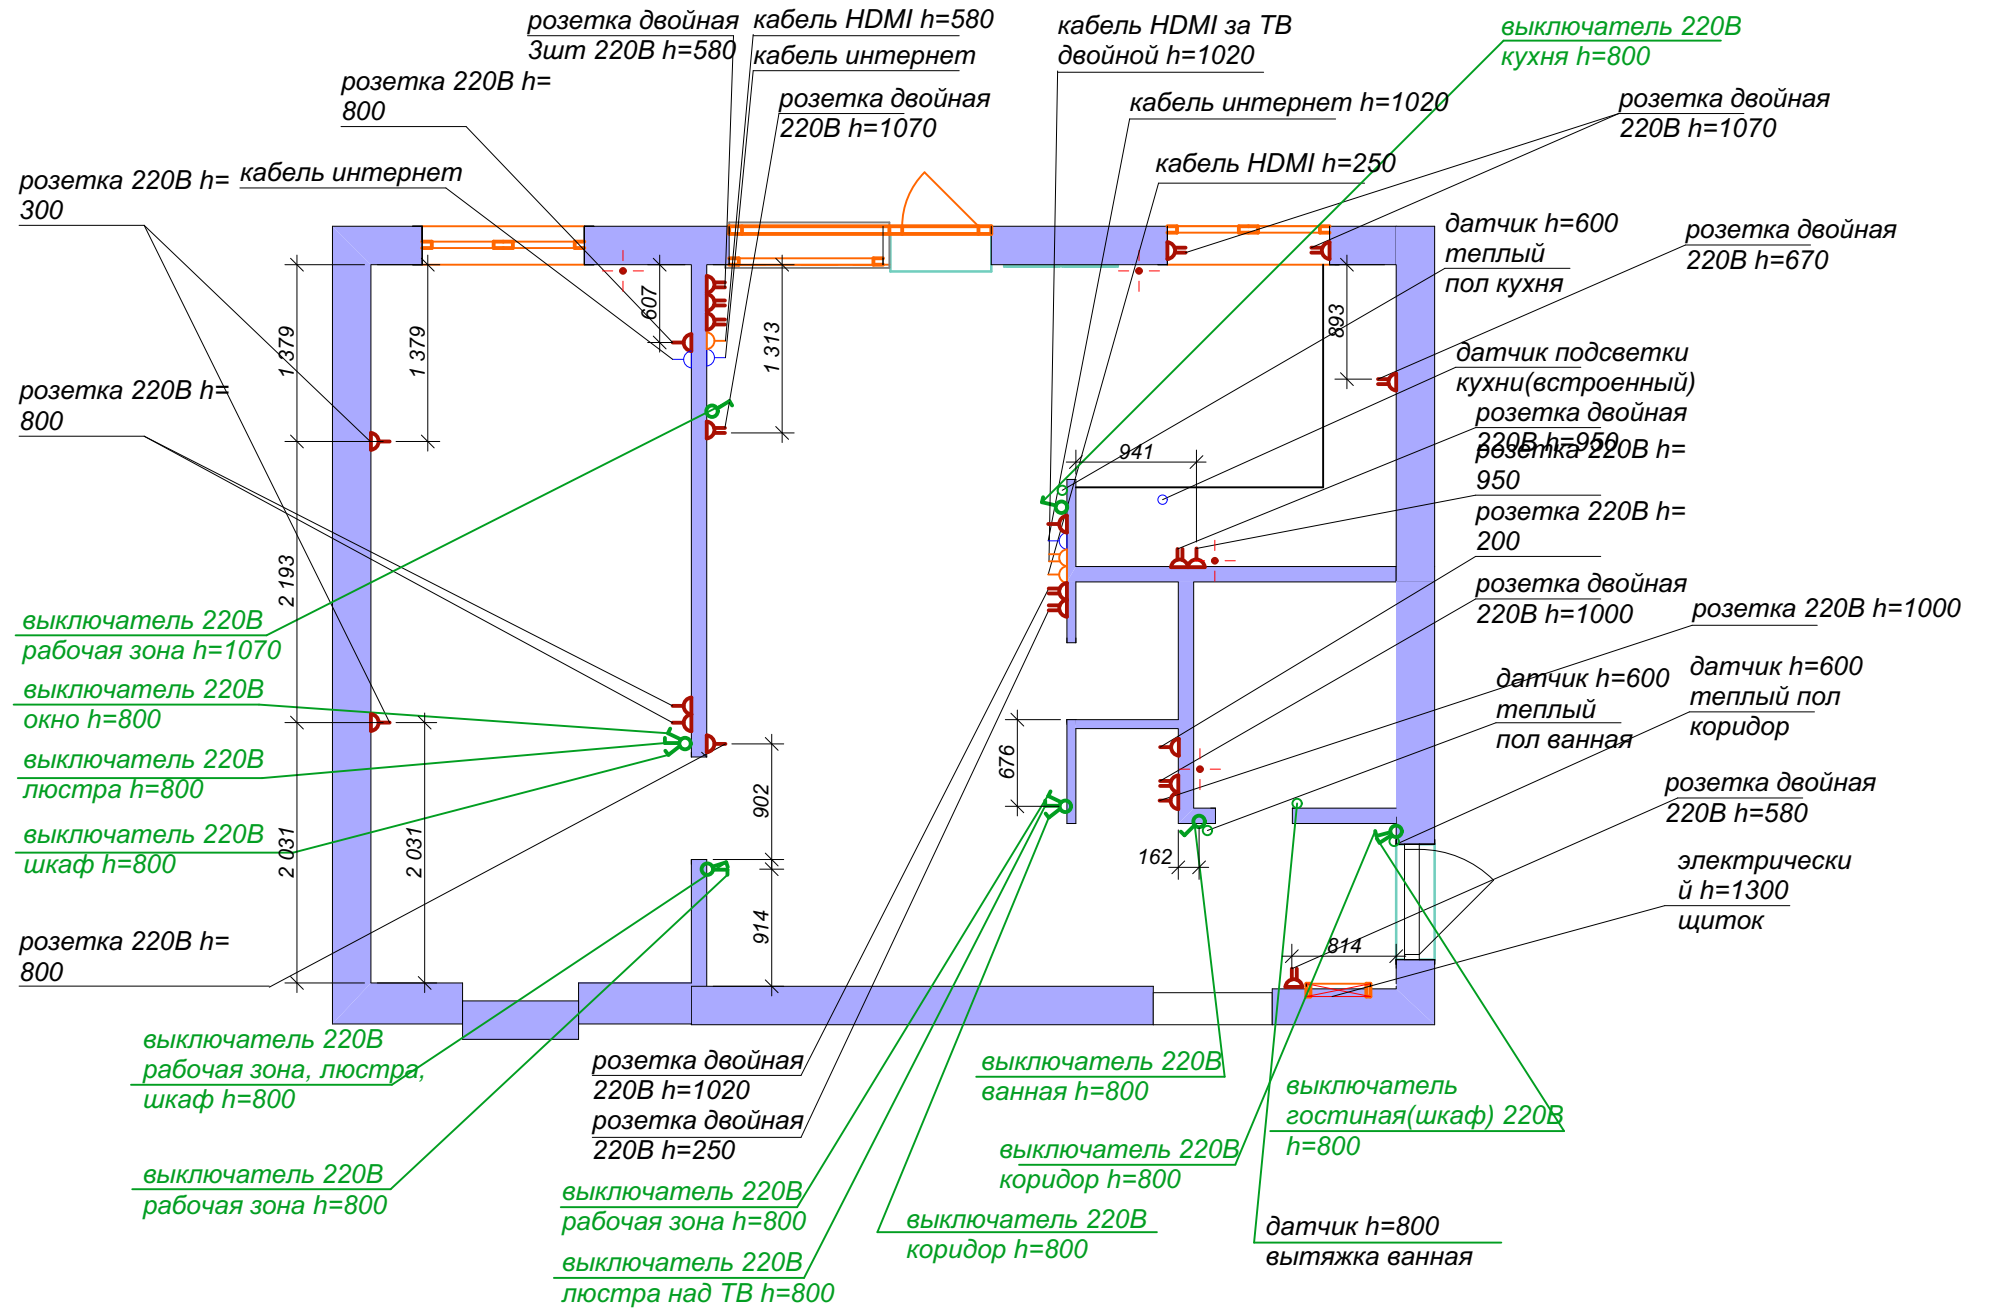 розетка двойная
3шт 220В h=580
кабель HDMI h=580
кабель интернет
розетка двойная
220В h=1070
кабель HDMI за ТВ
двойной h=1020
кабель интернет h=1020
кабель HDMI h=250
выключатель 220В
кухня h=800
розетка двойная
220В h=1070
розетка 220В h=
800
розетка 220В h=
300
кабель интернет
датчик h=600
теплый
пол кухня
розетка двойная
220В h=670
датчик подсветки
кухни(встроенный)
розетка двойная
220В h=950
розетка 220В h=
950
розетка 220В h=
200
розетка двойная
220В h=1000
розетка 220В h=1000
датчик h=600
теплый
пол ванная
датчик h=600
теплый пол
коридор
розетка двойная
220В h=580
электрически
й h=1300
щиток
розетка 220В h=
800
выключатель 220В
рабочая зона h=1070
выключатель 220В
окно h=800
выключатель 220В
люстра h=800
выключатель 220В
шкаф h=800
розетка 220В h=
800
1 379
1 379
607
1 313
893
941
2 193
2 031
2 031
902
914
676
162
814
выключатель 220В
рабочая зона, люстра,
шкаф h=800
выключатель 220В
рабочая зона h=800
розетка двойная
220В h=1020
розетка двойная
220В h=250
выключатель 220В
рабочая зона h=800
выключатель 220В
люстра над ТВ h=800
выключатель 220В
ванная h=800
выключатель 220В
коридор h=800
выключатель 220В
коридор h=800
выключатель
гостиная(шкаф) 220В
h=800
датчик h=800
вытяжка ванная